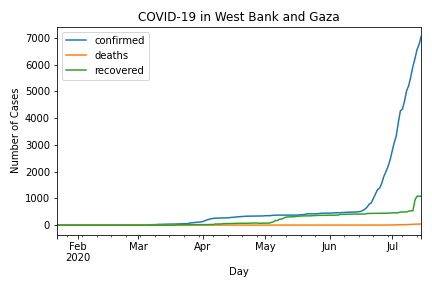 COVID-19 in West Bank and Gaza
confirmed
deaths
recovered
Number of Cases
7000
6000
5000
4000
3000
2000
1000
0
Feb
2020
Mar
Apr
May
Jun
Jul
Day